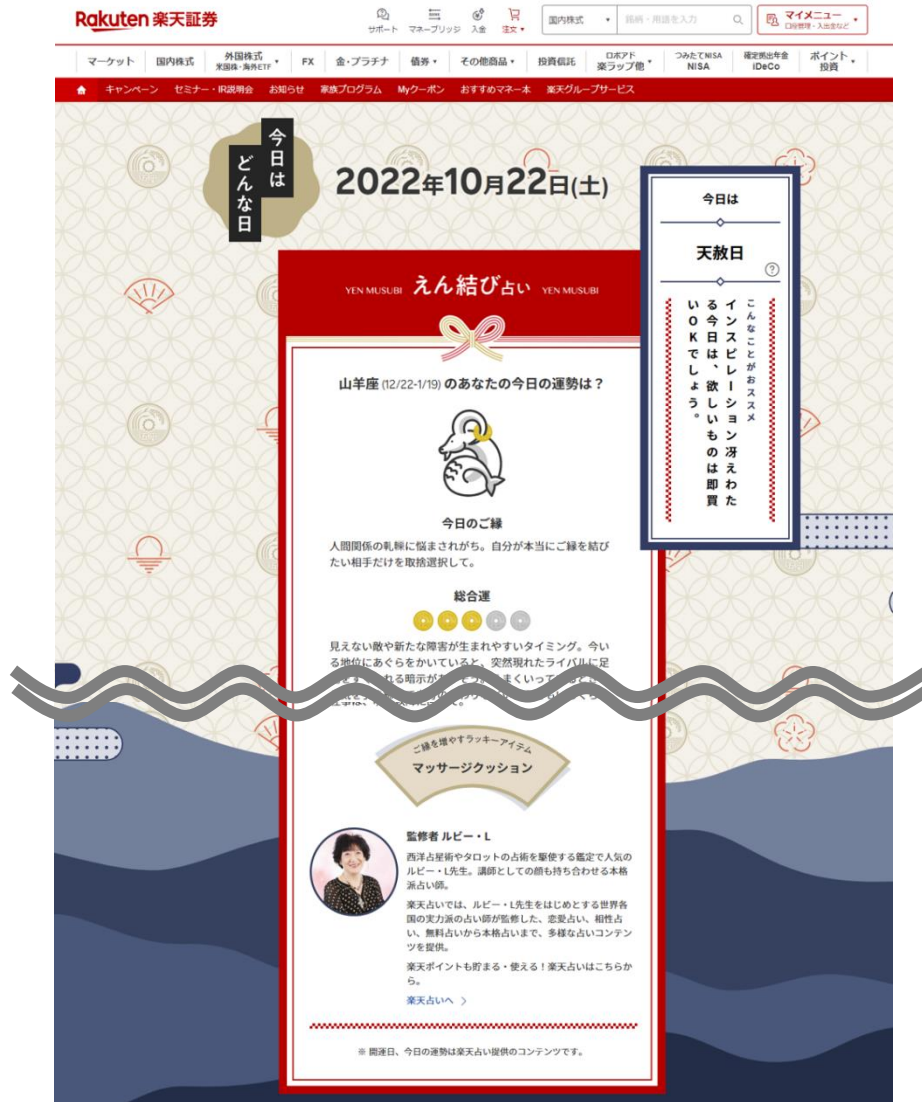 Rakuten 楽天証券
サポート
マネーブリッジ
入金
注文
国内株式
銘柄・用語を入力
マイメニュー
口座管理・入出金など
マーケット
国内株式
外国株式
米国株・海外ETF
FX
金・プラチナ
債券
その他商品
投資信託
ロボアド
楽ラップ他
つみたてNISA
NISA
確定拠出年金
iDeCo
ポイント
投資
キャンペーン
セミナー・IR説明会
お知らせ
家族プログラム
Myクーポン
おすすめマネー本
楽天グループサービス
今日は
どんな日
2022年10月22日(土)
今日は
天赦日
?
こんなことがおススメ
インスピレーション冴えわた
る今日は、欲しいものは即買
いOKでしょう。
YEN MUSUBI えん結び占い YEN MUSUBI
山羊座 (12/22-1/19) のあなたの今日の運勢は？
今日のご縁
人間関係の軋轢に悩まされがち。自分が本当にご縁を結び
たい相手だけを取捨選択して。
総合運
見えない敵や新たな障害が生まれやすいタイミング。今い
る地位にあぐらをかいていると、突然現れたライバルに足
ご縁を増やすラッキーアイテム
マッサージクッション
監修者 ルビー・L
西洋占星術やタロットの占術を駆使する鑑定で人気の
ルビー・L先生。講師としての顔も持ち合わせる本格
派占い師。
楽天占いでは、ルビー・L先生をはじめとする世界各
国の実力派の占い師が監修した、恋愛占い、相性占
い、無料占いから本格占いまで、多様な占いコンテン
ツを提供。
楽天ポイントも貯まる・使える！楽天占いはこちらか
ら。
楽天占いへ
※ 開運日、今日の運勢は楽天占い提供のコンテンツです。